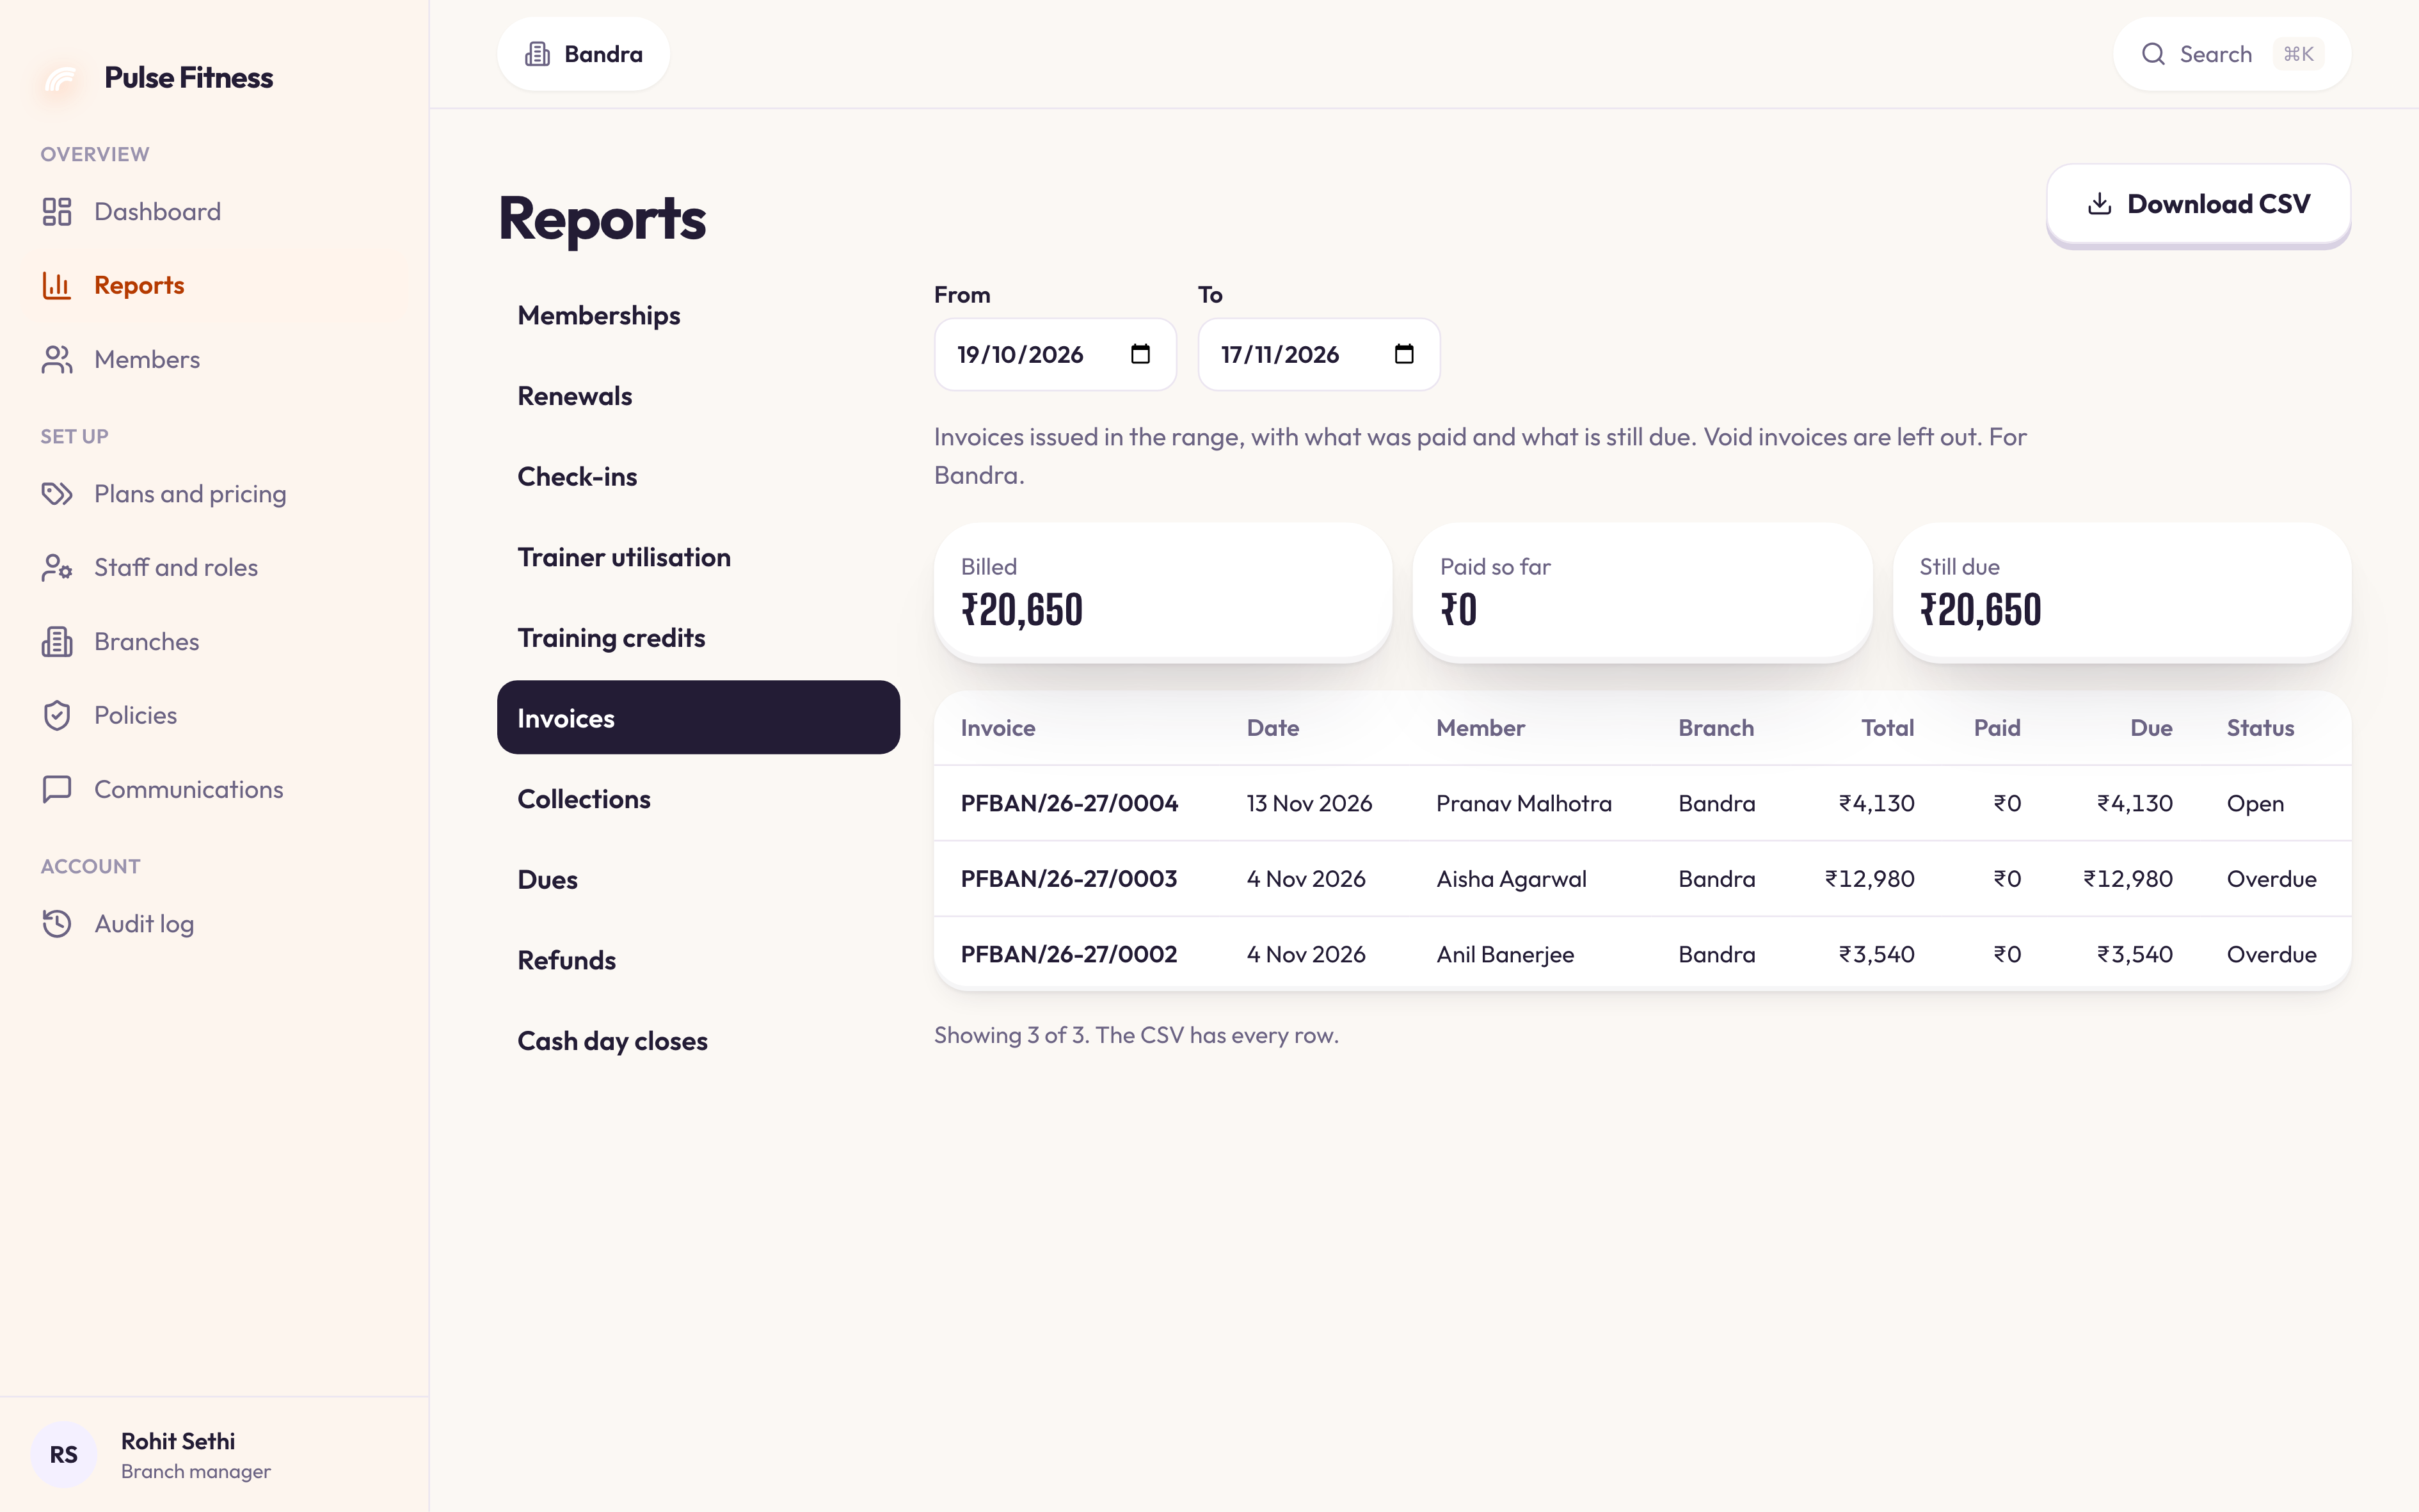 Pulse Fitness
OVERVIEW
Dashboard
Reports
Members
SET UP
Plans and pricing
Staff and roles
Branches
Policies
Communications
ACCOUNT
Audit log
RS
Rohit Sethi
Branch manager
Bandra
Search ⌘K
Reports
Download CSV
Memberships
Renewals
Check-ins
Trainer utilisation
Training credits
Invoices
Collections
Dues
Refunds
Cash day closes
From To
19/10/2026 17/11/2026
Invoices issued in the range, with what was paid and what is still due. Void invoices are left out. For
Bandra.
Billed Paid so far Still due
₹20,650 ₹0 ₹20,650
Invoice Date Member Branch Total Paid Due Status
PFBAN/26-27/0004 13 Nov 2026 Pranav Malhotra Bandra ₹4,130 ₹0 ₹4,130 Open
PFBAN/26-27/0003 4 Nov 2026 Aisha Agarwal Bandra ₹12,980 ₹0 ₹12,980 Overdue
PFBAN/26-27/0002 4 Nov 2026 Anil Banerjee Bandra ₹3,540 ₹0 ₹3,540 Overdue
Showing 3 of 3. The CSV has every row.